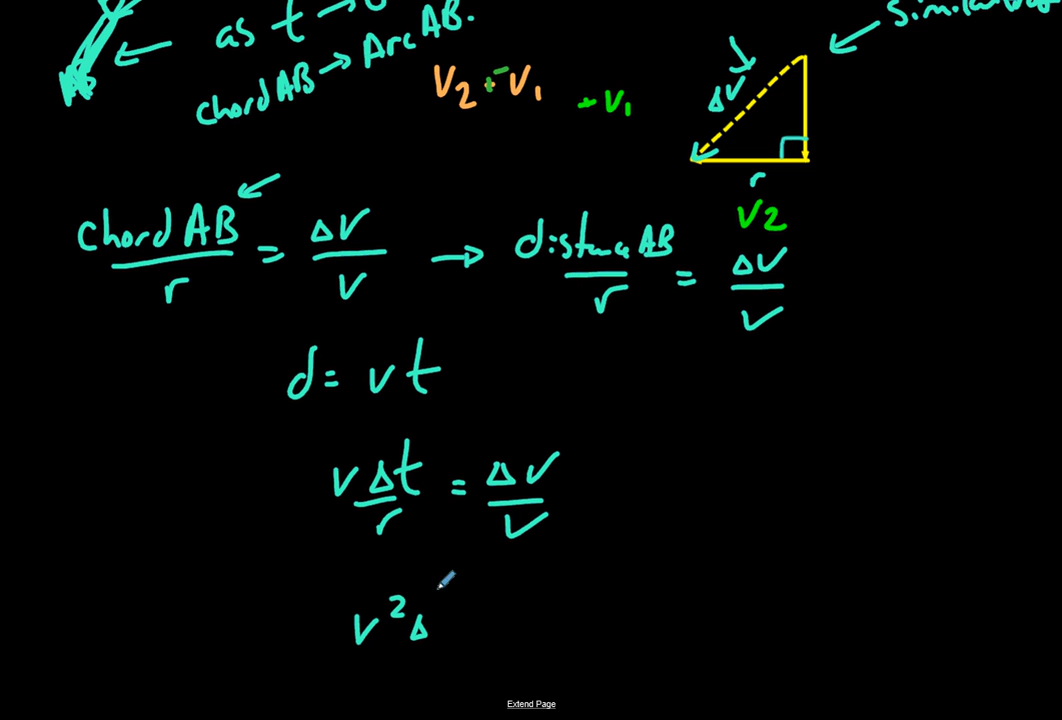 as t → 0
chord AB → Arc AB.
V2 + - V1
- V1
ΔV
r
V2
chord AB / r = ΔV / V → distance AB / r = ΔV / V
d = vt
vΔt / r = Δv / V
v²Δ
Extend Page